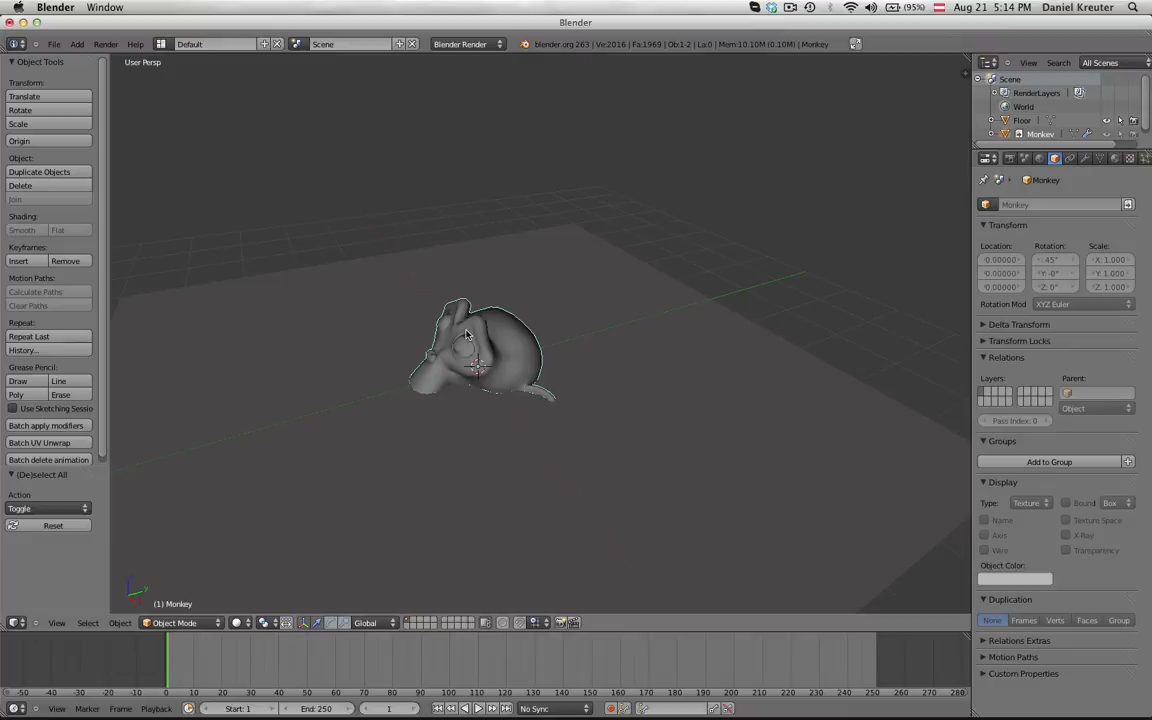 Blender Window (95%) Aug 21 5:14 PM Daniel Kreuter
Blender
File Add Render Help Default Scene Blender Render blender.org 263 | Ve:2016 | Fa:1969 | Ob:1-2 | La:0 | Mem:10.10M (0.10M) | Monkey
Object Tools
Transform:
Translate
Rotate
Scale
Origin
Object:
Duplicate Objects
Delete
Join
Shading:
Smooth Flat
Keyframes:
Insert Remove
Motion Paths:
Calculate Paths
Clear Paths
Repeat:
Repeat Last
History...
Grease Pencil:
Draw Line
Poly Erase
Use Sketching Sessio
Batch apply modifiers
Batch UV Unwrap
Batch delete animation
(De)select All
Action
Toggle
Reset
User Persp
z
y
(1) Monkey
View Select Object Object Mode Global
-50 -40 -30 -20 -10 0 10 20 30 40 50 60 70 80 90 100 110 120 130 140 150 160 170 180 190 200 210 220 230 240 250 260 270 280
View Marker Frame Playback Start: 1 End: 250 1 No Sync
View Search All Scenes
Scene
RenderLayers
World
Floor
Monkey
Monkey
Monkey
Transform
Location: Rotation: Scale:
0.00000 : 45° X: 1.000
0.00000 Y: -0° Y: 1.000
0.00000 Z: 0° Z: 1.000
Rotation Mod XYZ Euler
Delta Transform
Transform Locks
Relations
Layers: Parent:
Object
Pass Index: 0
Groups
Add to Group
Display
Type: Texture Bound Box
Name Texture Space
Axis X-Ray
Wire Transparency
Object Color:
Duplication
None Frames Verts Faces Group
Relations Extras
Motion Paths
Custom Properties